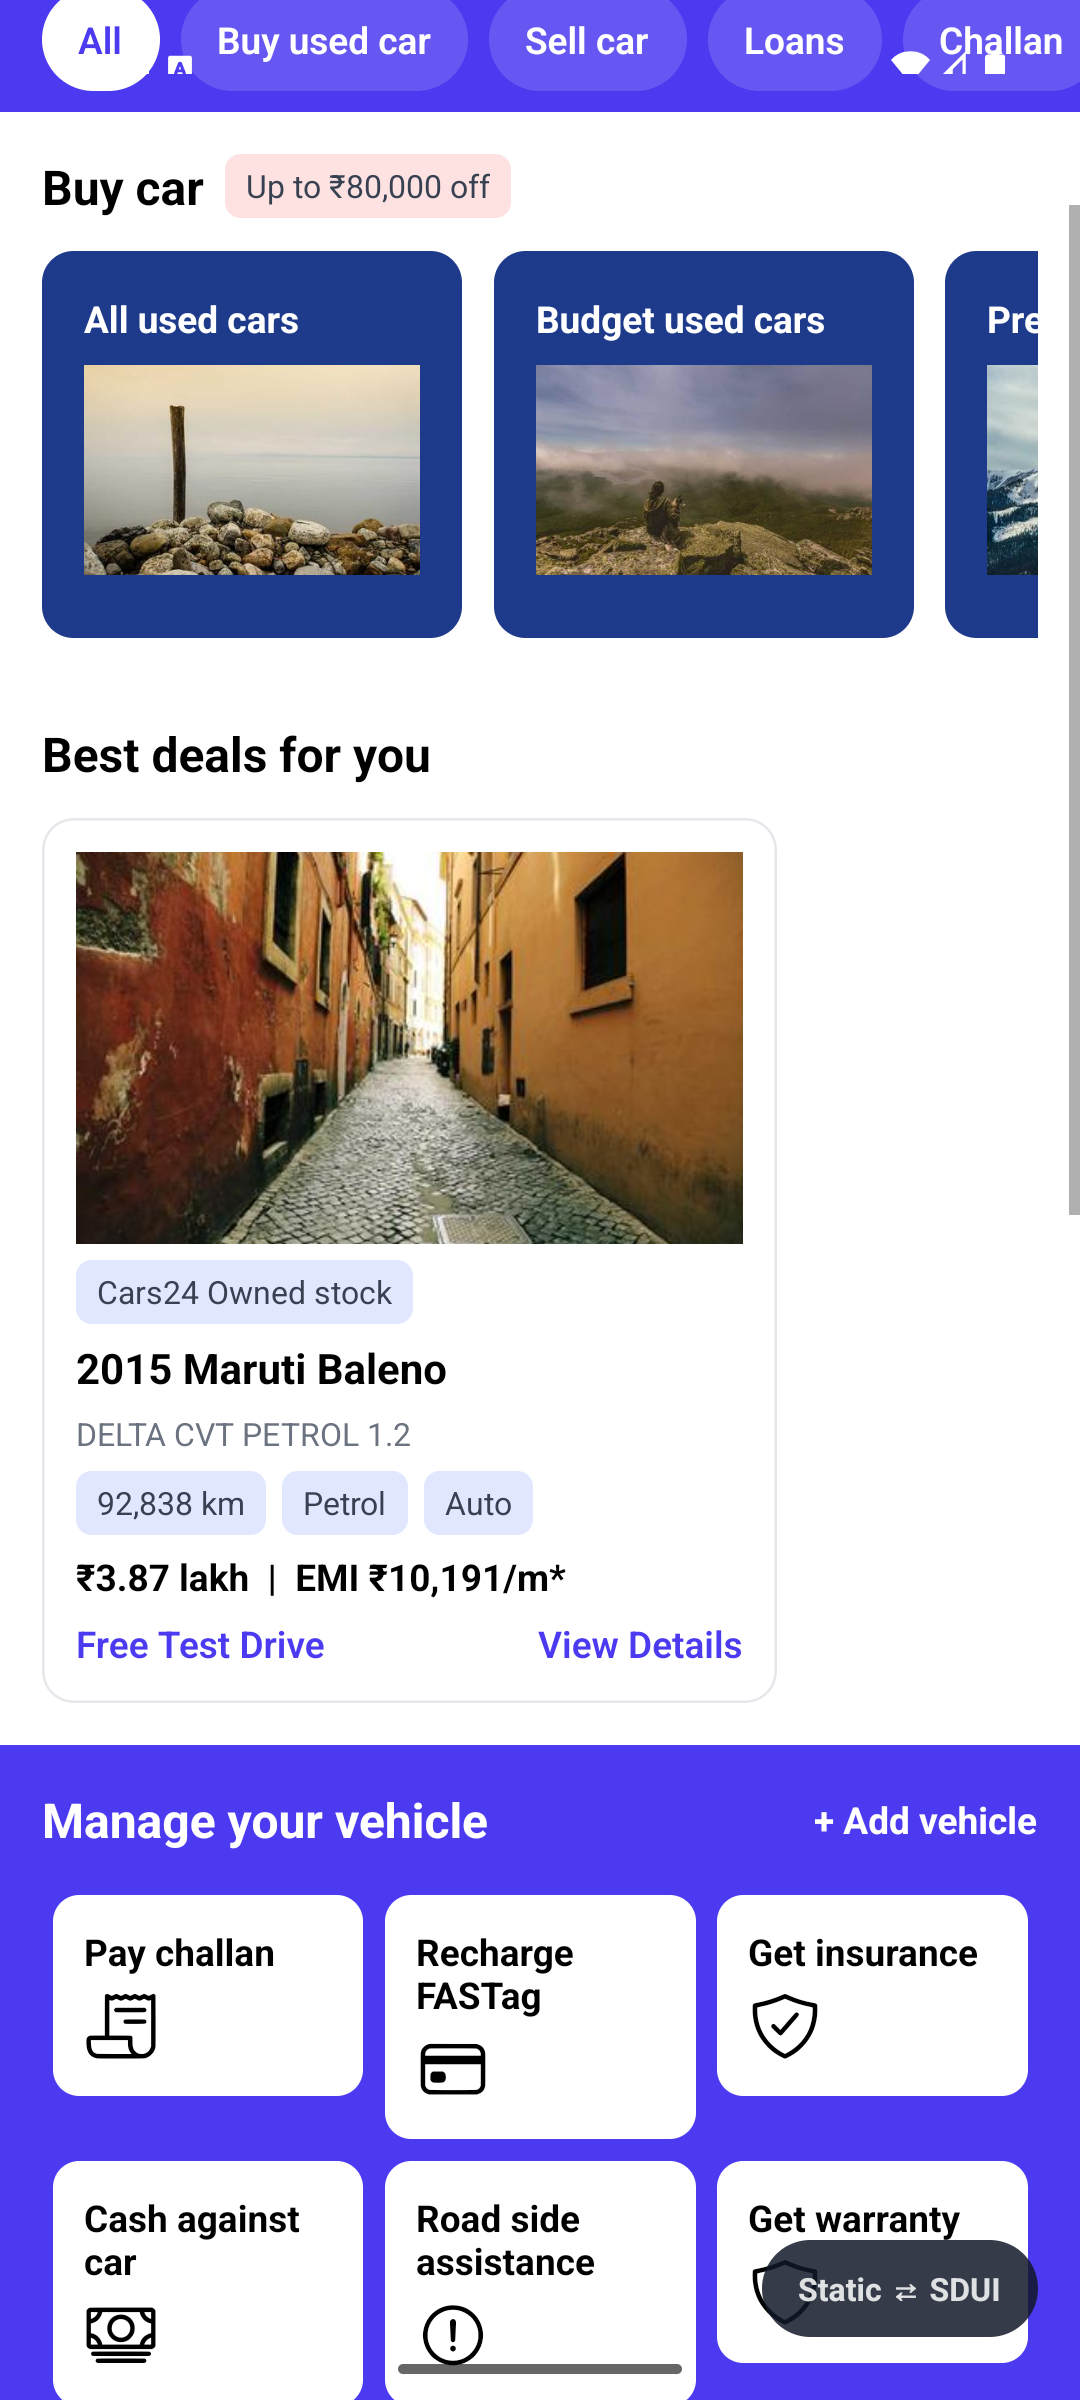 All
Buy used car
Sell car
Loans
Challan
Buy car
Up to ₹80,000 off
All used cars
Budget used cars
Pre
Best deals for you
Cars24 Owned stock
2015 Maruti Baleno
DELTA CVT PETROL 1.2
92,838 km
Petrol
Auto
₹3.87 lakh | EMI ₹10,191/m*
Free Test Drive
View Details
Manage your vehicle
+ Add vehicle
Pay challan
Recharge
FASTag
Get insurance
Cash against
car
Road side
assistance
Get warranty
Static ⇄ SDUI